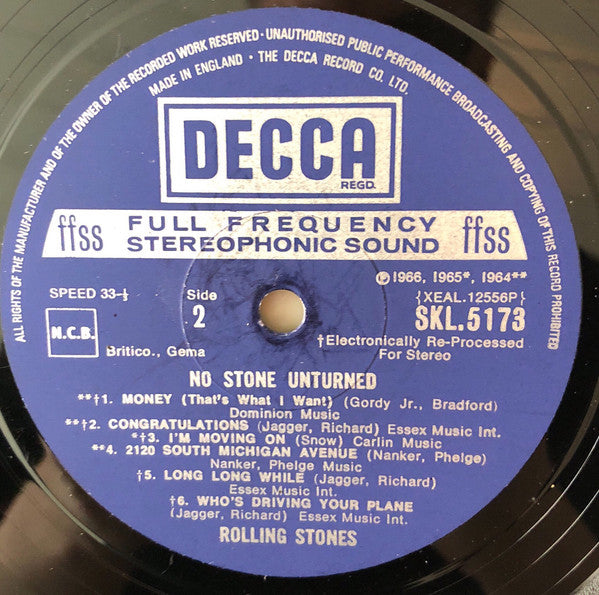 ALL RIGHTS OF THE MANUFACTURER AND OF THE OWNER OF THE RECORDED WORK RESERVED · UNAUTHORISED PUBLIC PERFORMANCE BROADCASTING AND COPYING OF THIS RECORD PROHIBITED
MADE IN ENGLAND · THE DECCA RECORD CO. LTD.
DECCA
REGD.
ffss FULL FREQUENCY ffss
STEREOPHONIC SOUND
℗1966, 1965*, 1964**
SPEED 33-⅓ Side {XEAL.12556P}
2 SKL.5173
N.C.B. †Electronically Re-Processed
Britico., Gema For Stereo
NO STONE UNTURNED
**†1. MONEY (That's What I Want) (Gordy Jr., Bradford)
Dominion Music
**†2. CONGRATULATIONS (Jagger, Richard) Essex Music Int.
*†3. I'M MOVING ON (Snow) Carlin Music
**4. 2120 SOUTH MICHIGAN AVENUE (Nanker, Phelge)
Nanker, Phelge Music
†5. LONG LONG WHILE (Jagger, Richard)
Essex Music Int.
†6. WHO'S DRIVING YOUR PLANE
(Jagger, Richard) Essex Music Int.
ROLLING STONES